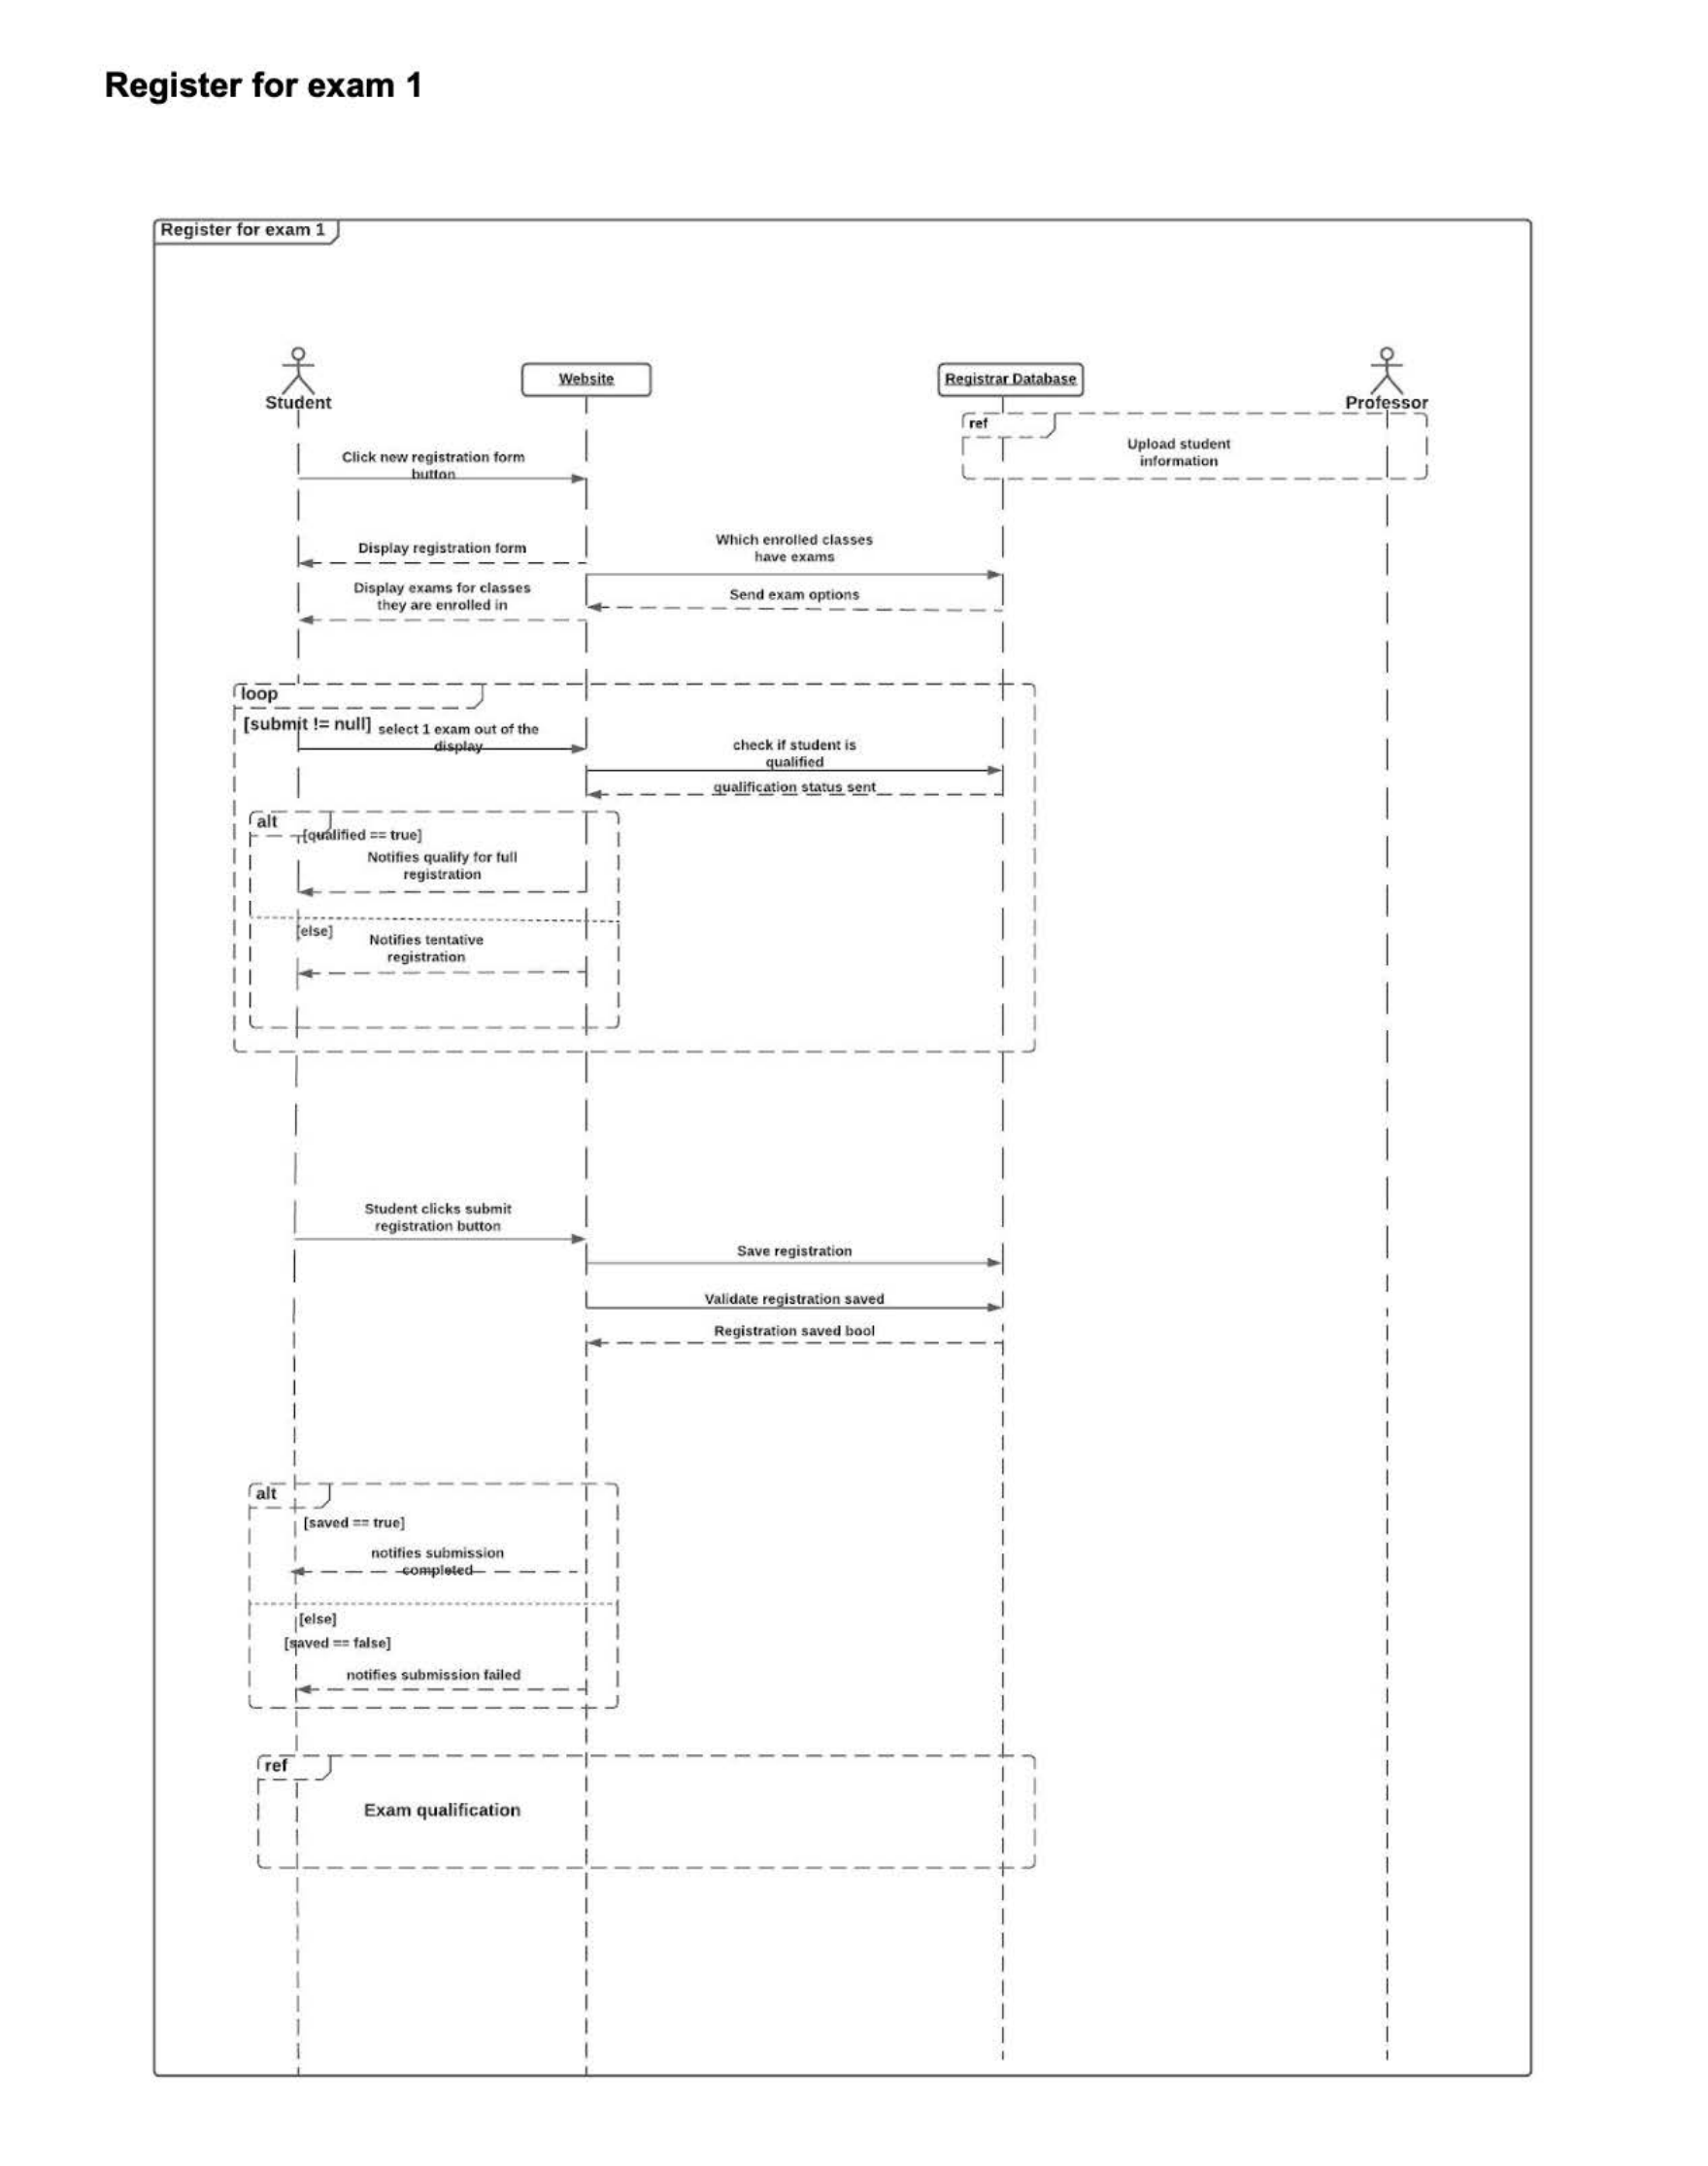 Register for exam 1
Register for exam 1
Student
Website
Registrar Database
Professor
ref
Upload student
information
Click new registration form
button
Display registration form
Which enrolled classes
have exams
Display exams for classes
they are enrolled in
Send exam options
loop
[submit != null]
select 1 exam out of the
display
check if student is
qualified
qualification status sent
alt
[qualified == true]
Notifies qualify for full
registration
[else]
Notifies tentative
registration
Student clicks submit
registration button
Save registration
Validate registration saved
Registration saved bool
alt
[saved == true]
notifies submission
completed
[else]
[saved == false]
notifies submission failed
ref
Exam qualification